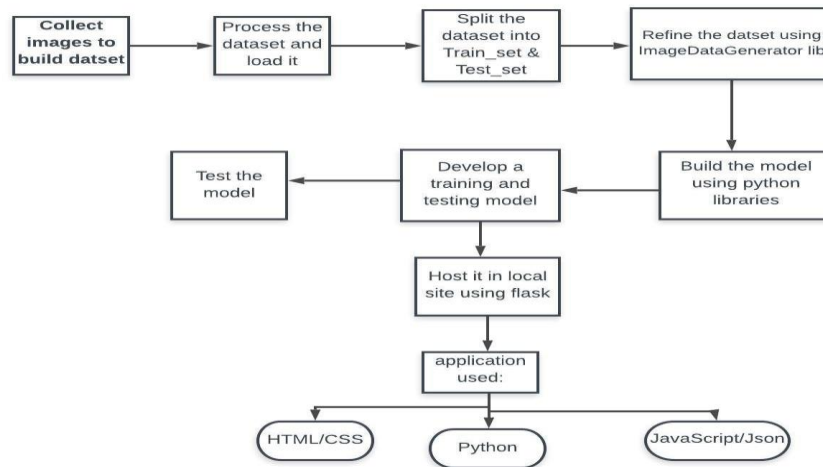 Collect
images to
build datset
Process the
dataset and
load it
Split the
dataset into
Train_set &
Test_set
Refine the datset using
ImageDataGenerator lib
Test the
model
Develop a
training and
testing model
Build the model
using python
libraries
Host it in local
site using flask
application
used:
HTML/CSS
Python
JavaScript/Json